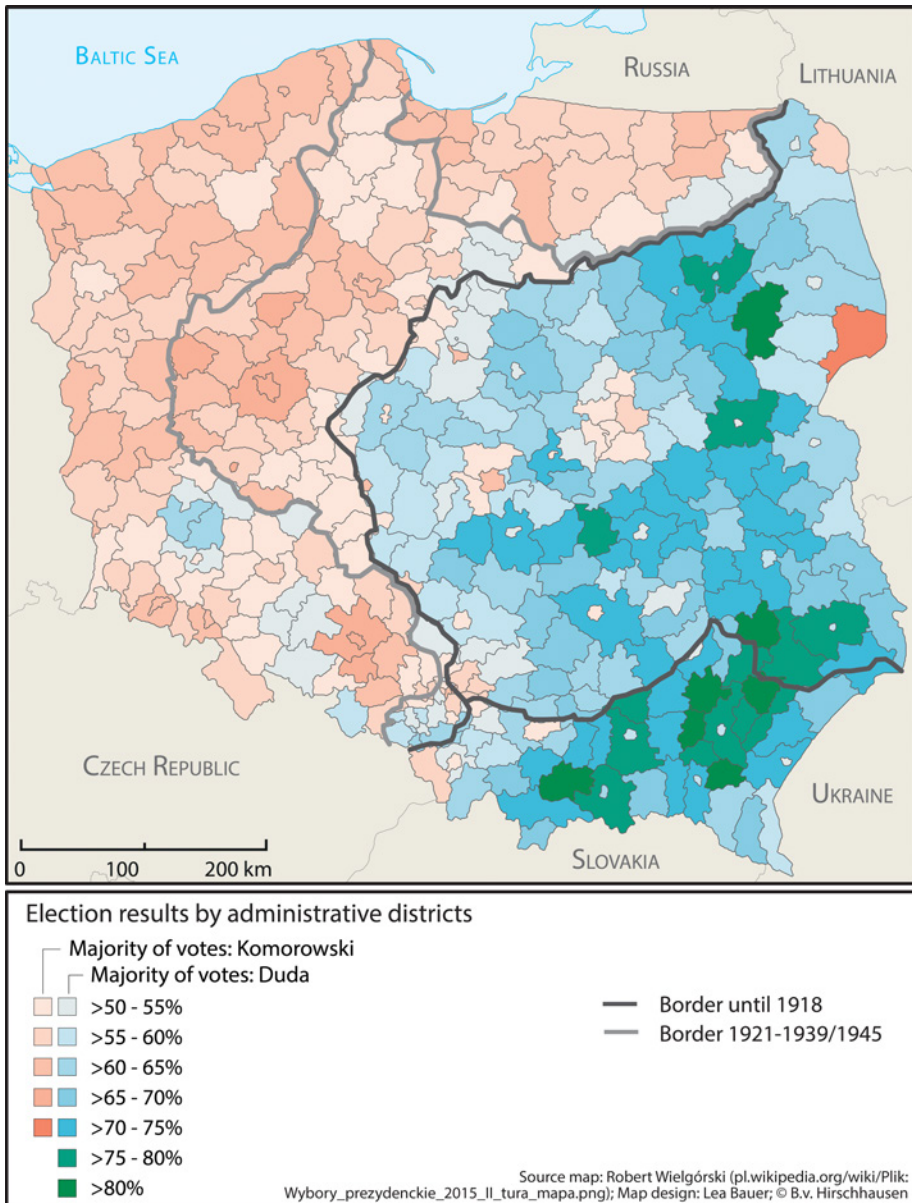 BALTIC SEA
RUSSIA
LITHUANIA
CZECH REPUBLIC
UKRAINE
SLOVAKIA
0 100 200 km
Election results by administrative districts
Majority of votes: Komorowski
Majority of votes: Duda
>50 - 55%
>55 - 60%
>60 - 65%
>65 - 70%
>70 - 75%
>75 - 80%
>80%
Border until 1918
Border 1921-1939/1945
Source map: Robert Wielgórski (pl.wikipedia.org/wiki/Plik:
Wybory_prezydenckie_2015_II_tura_mapa.png); Map design: Lea Bauer; © B.v. Hirschhausen